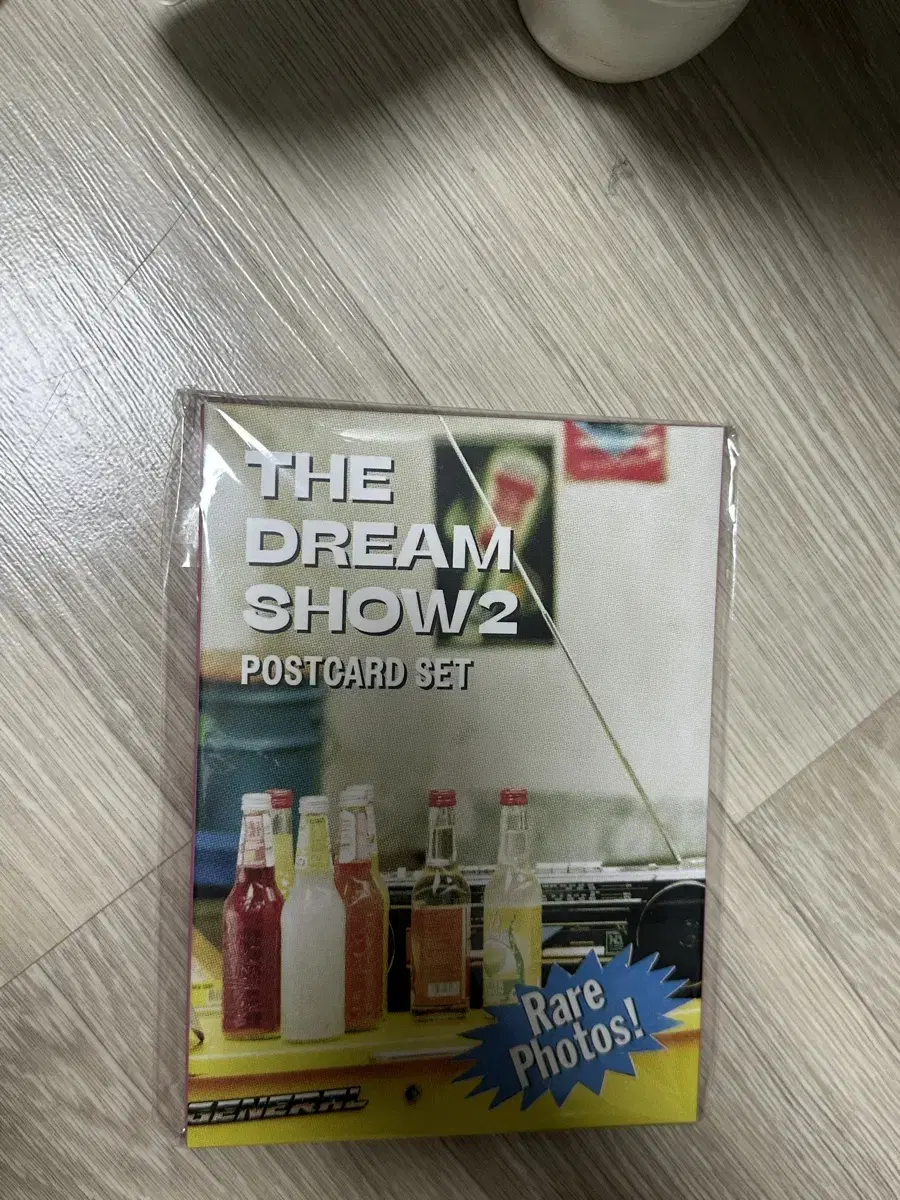 THE
DREAM
SHOW2
POSTCARD SET
Rare
Photos!
GENERAL